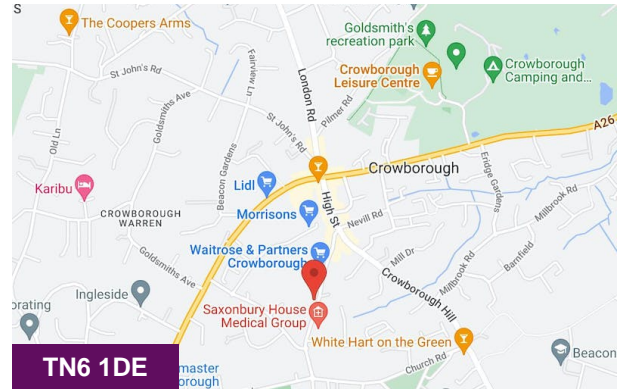 S
The Coopers Arms
Goldsmith's
recreation park
St John's Rd
Fairview Ln
London Rd
Crowborough
Leisure Centre
Crowborough
Camping and...
Goldsmiths Ave
St John's Rd
Pilmer Rd
A26
Old Ln
Beacon Gardens
Crowborough
Eridge Gardens
Karibu
Lidl
High St
Morrisons
Nevill Rd
Millbrook Rd
CROWBOROUGH
WARREN
Waitrose & Partners
Crowborough
Mill Dr
Goldsmiths Ave
Crowborough Hill
Millbrook Rd
Barnfield
Ingleside
orating
Saxonbury House
Medical Group
White Hart on the Green
Church Rd
Beacon
TN6 1DE
master
borough